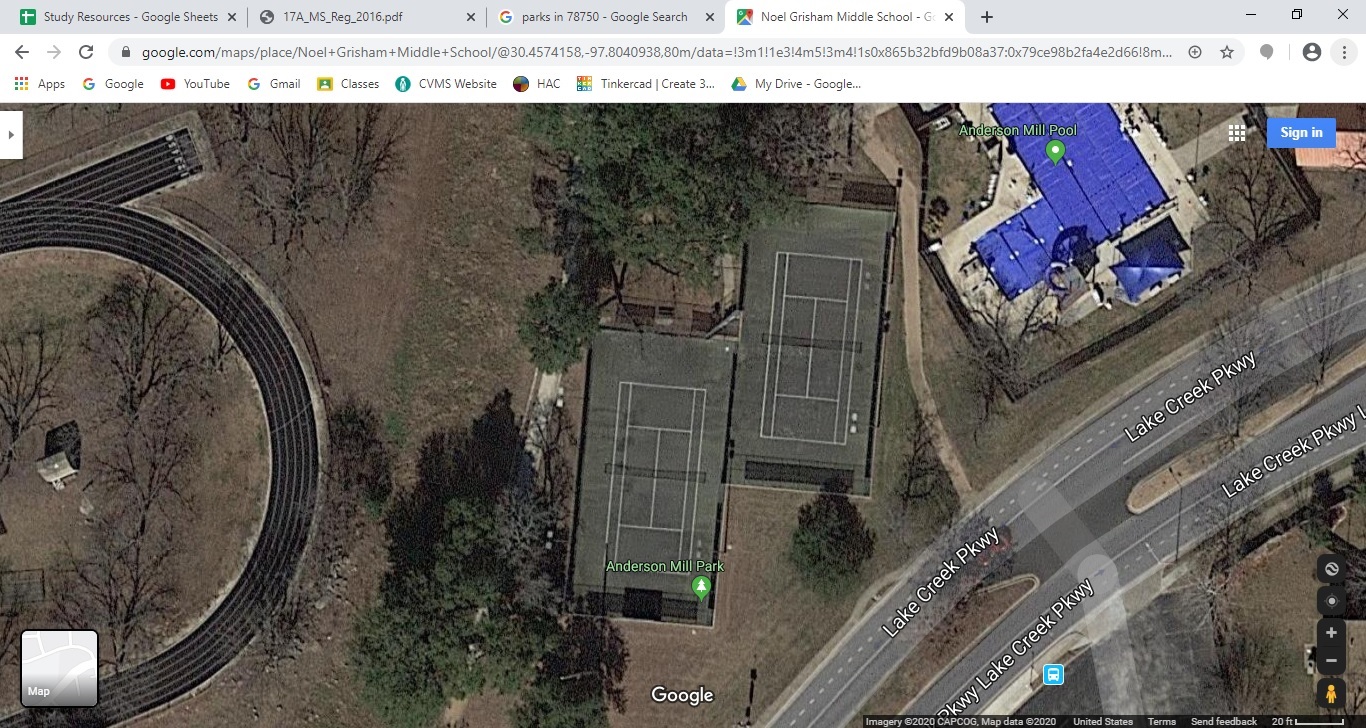 Study Resources - Google Sheets
17A_MS_Reg_2016.pdf
parks in 78750 - Google Search
Noel Grisham Middle School - Go
google.com/maps/place/Noel+Grisham+Middle+School/@30.4574158,-97.8040938,80m/data=!3m1!1e3!4m5!3m4!1s0x865b32bfd9b08a37:0x79ce98b2fa4e2d66!8m...
Apps Google YouTube Gmail Classes CVMS Website HAC Tinkercad | Create 3... My Drive - Google...
Anderson Mill Pool
Sign in
Lake Creek Pkwy
Lake Creek Pkwy L
Lake Creek Pkwy
Anderson Mill Park
Pkwy Lake Creek Pkwy
Map
Google
Imagery ©2020 CAPCOG, Map data ©2020 United States Terms Send feedback 20 ft